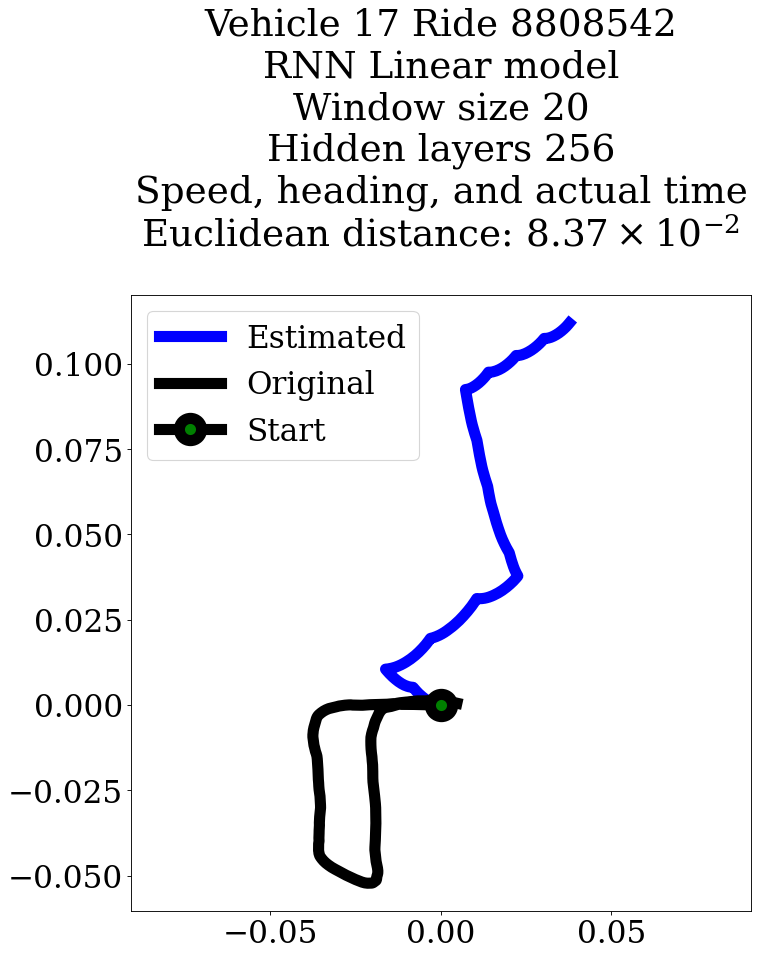 Vehicle 17 Ride 8808542
RNN Linear model
Window size 20
Hidden layers 256
Speed, heading, and actual time
Euclidean distance: 8.37 × 10⁻²
Estimated
Original
Start
0.100
0.075
0.050
0.025
0.000
−0.025
−0.050
−0.05 0.00 0.05